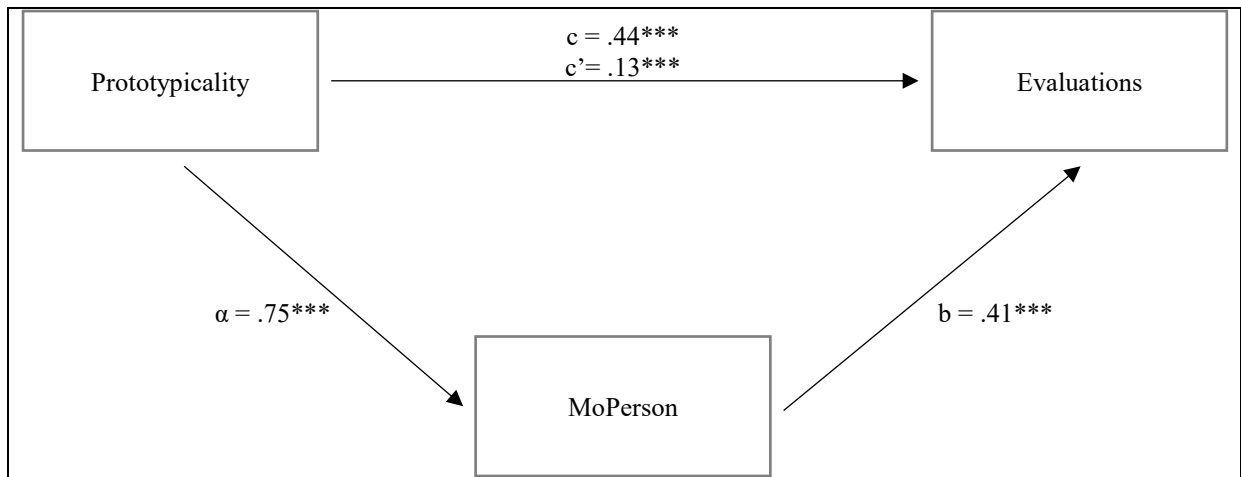 c = .44***
c’= .13***
Prototypicality
Evaluations
α = .75***
b = .41***
MoPerson